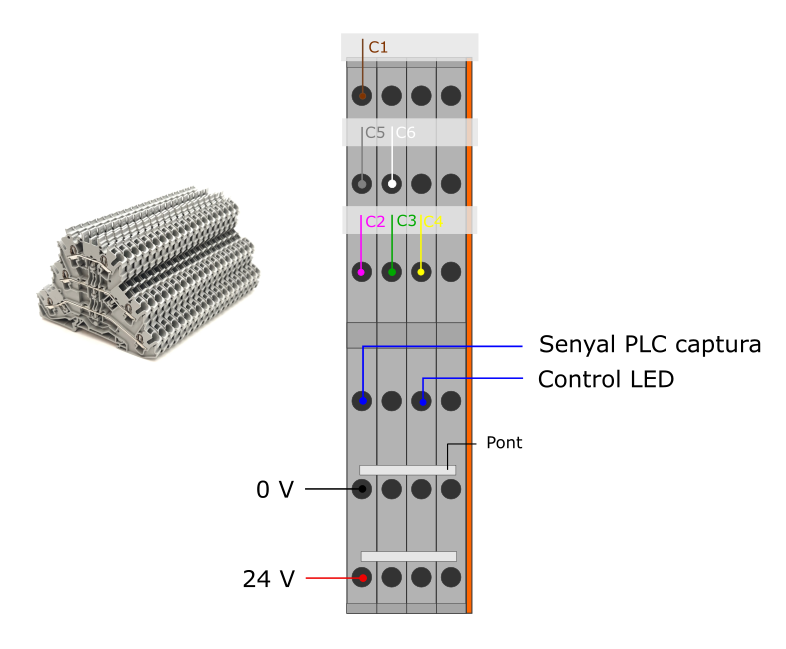 C1
C5 C6
C2 C3 C4
Senyal PLC captura
Control LED
Pont
0 V
24 V